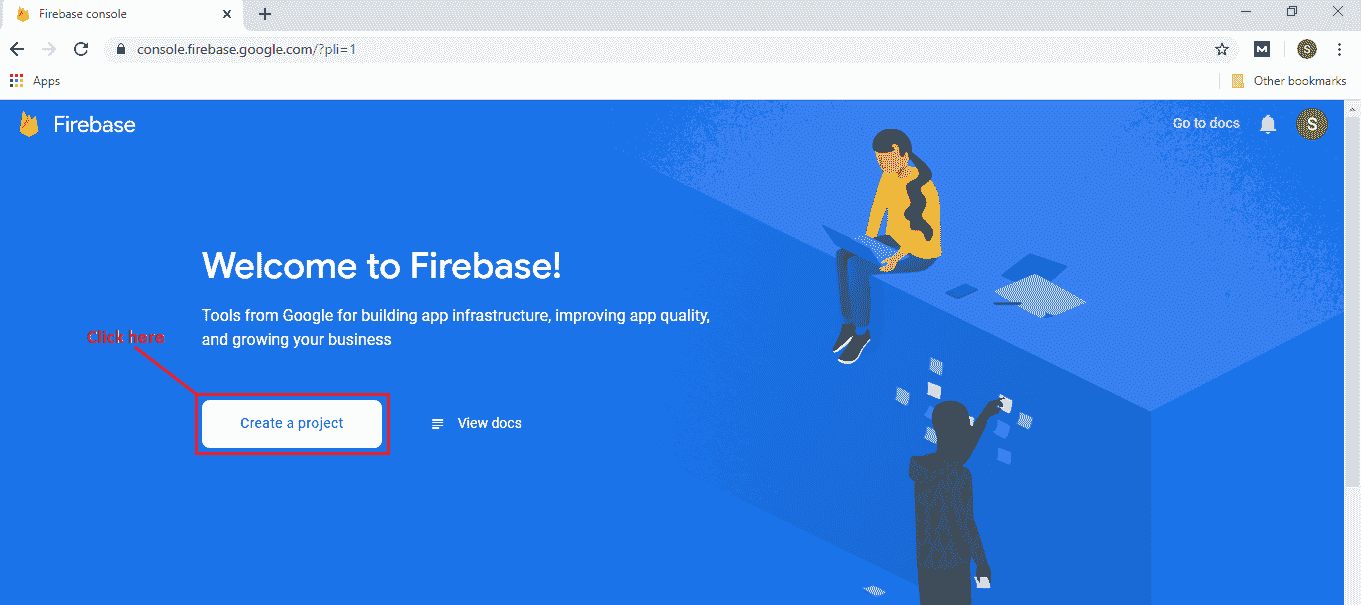 Firebase console
console.firebase.google.com/?pli=1
M
S
Apps
Other bookmarks
Firebase
Go to docs
S
Welcome to Firebase!
Tools from Google for building app infrastructure, improving app quality,
and growing your business
Click here
Create a project
View docs